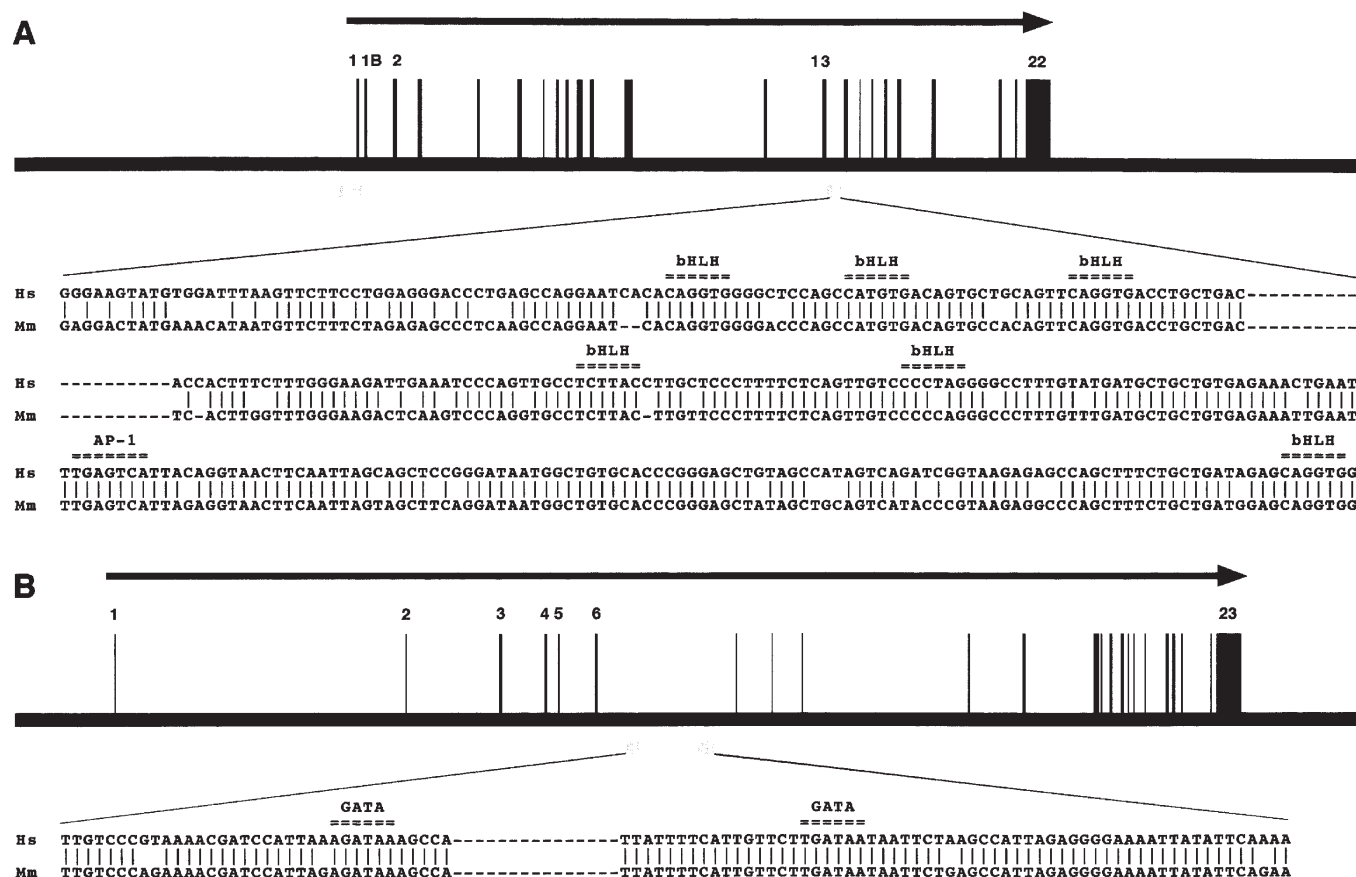 A
1 1B 2 13 22
bHLH bHLH bHLH
======  ======  ======
Hs GGGAAGTATGTGGATTTAAGTTCTTCCTGGAGGGACCCTGAGCCAGGAATCACACAGGTGGGGCTCCAGCCATGTGACAGTGCTGCAGTTCAGGTGACCTGCTGAC----------
Mm GAGGACTATGAAACATAATGTTCTTTCTAGAGAGCCCTCAAGCCAGGAAT--CACAGGTGGGGACCCAGCCATGTGACAGTGCCACAGTTCAGGTGACCTGCTGAC----------
bHLH bHLH
======  ======
Hs ----------ACCACTTTCTTTGGGAAGATTGAAATCCCAGTTGCCTCTTACCTTGCTCCCTTTTCTCAGTTGTCCCCTAGGGGCCTTTGTATGATGCTGCTGTGAGAAACTGAAT
Mm ----------TC-ACTTGGTTTGGGAAGACTCAAGTCCCAGGTGCCTCTTAC-TTGTTCCCTTTTCTCAGTTGTCCCCCAGGGCCCTTTGTTTGATGCTGCTGTGAGAAATTGAAT
AP-1 bHLH
=======  ======
Hs TTGAGTCATTACAGGTAACTTCAATTAGCAGCTCCGGGATAATGGCTGTGCACCCGGGAGCTGTAGCCATAGTCAGATCGGTAAGAGAGCCAGCTTTCTGCTGATAGAGCAGGTGG
Mm TTGAGTCATTAGAGGTAACTTCAATTAGTAGCTTCAGGATAATGGCTGTGCACCCGGGAGCTATAGCTGCAGTCATACCCGTAAGAGGCCCAGCTTTCTGCTGATGGAGCAGGTGG
B
1 2 3 4 5 6 23
GATA GATA
======  ======
Hs TTGTCCCGTAAAACGATCCATTAAAGATAAAGCCA---------------TTATTTTCATTGTTCTTGATAATAATTCTAAGCCATTAGAGGGGAAAATTATATTCAAAA
Mm TTGTCCCAGAAAACGATCCATTAGAGATAAAGCCA---------------TTATTTTCATTGTTCTTGATAATAATTCTGAGCCATTAGAGGGGAAAATTATATTCAGAA